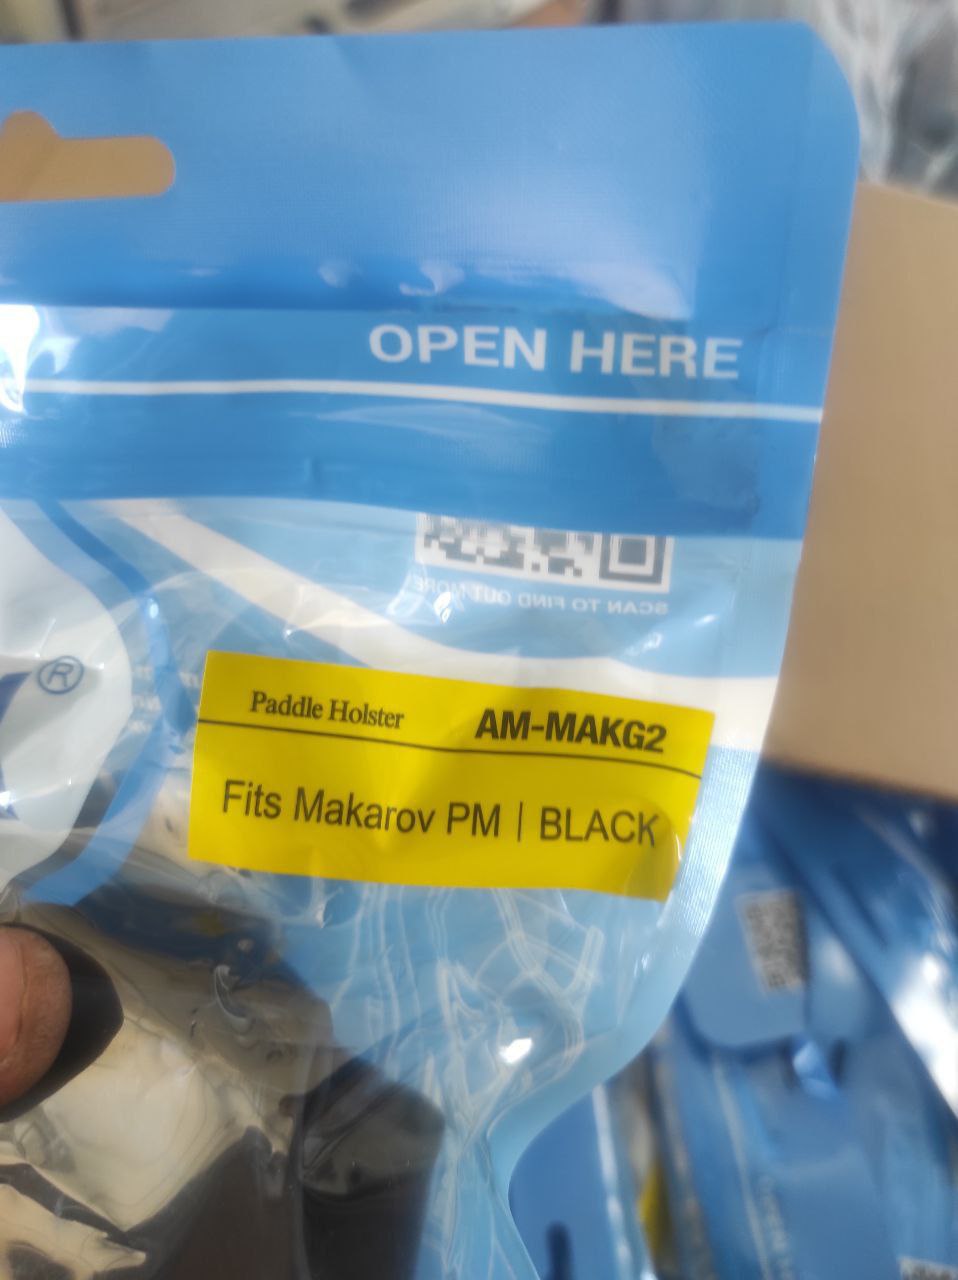 OPEN HERE
SCAN TO FIND OUT MORE
®
Paddle Holster AM-MAKG2
Fits Makarov PM | BLACK